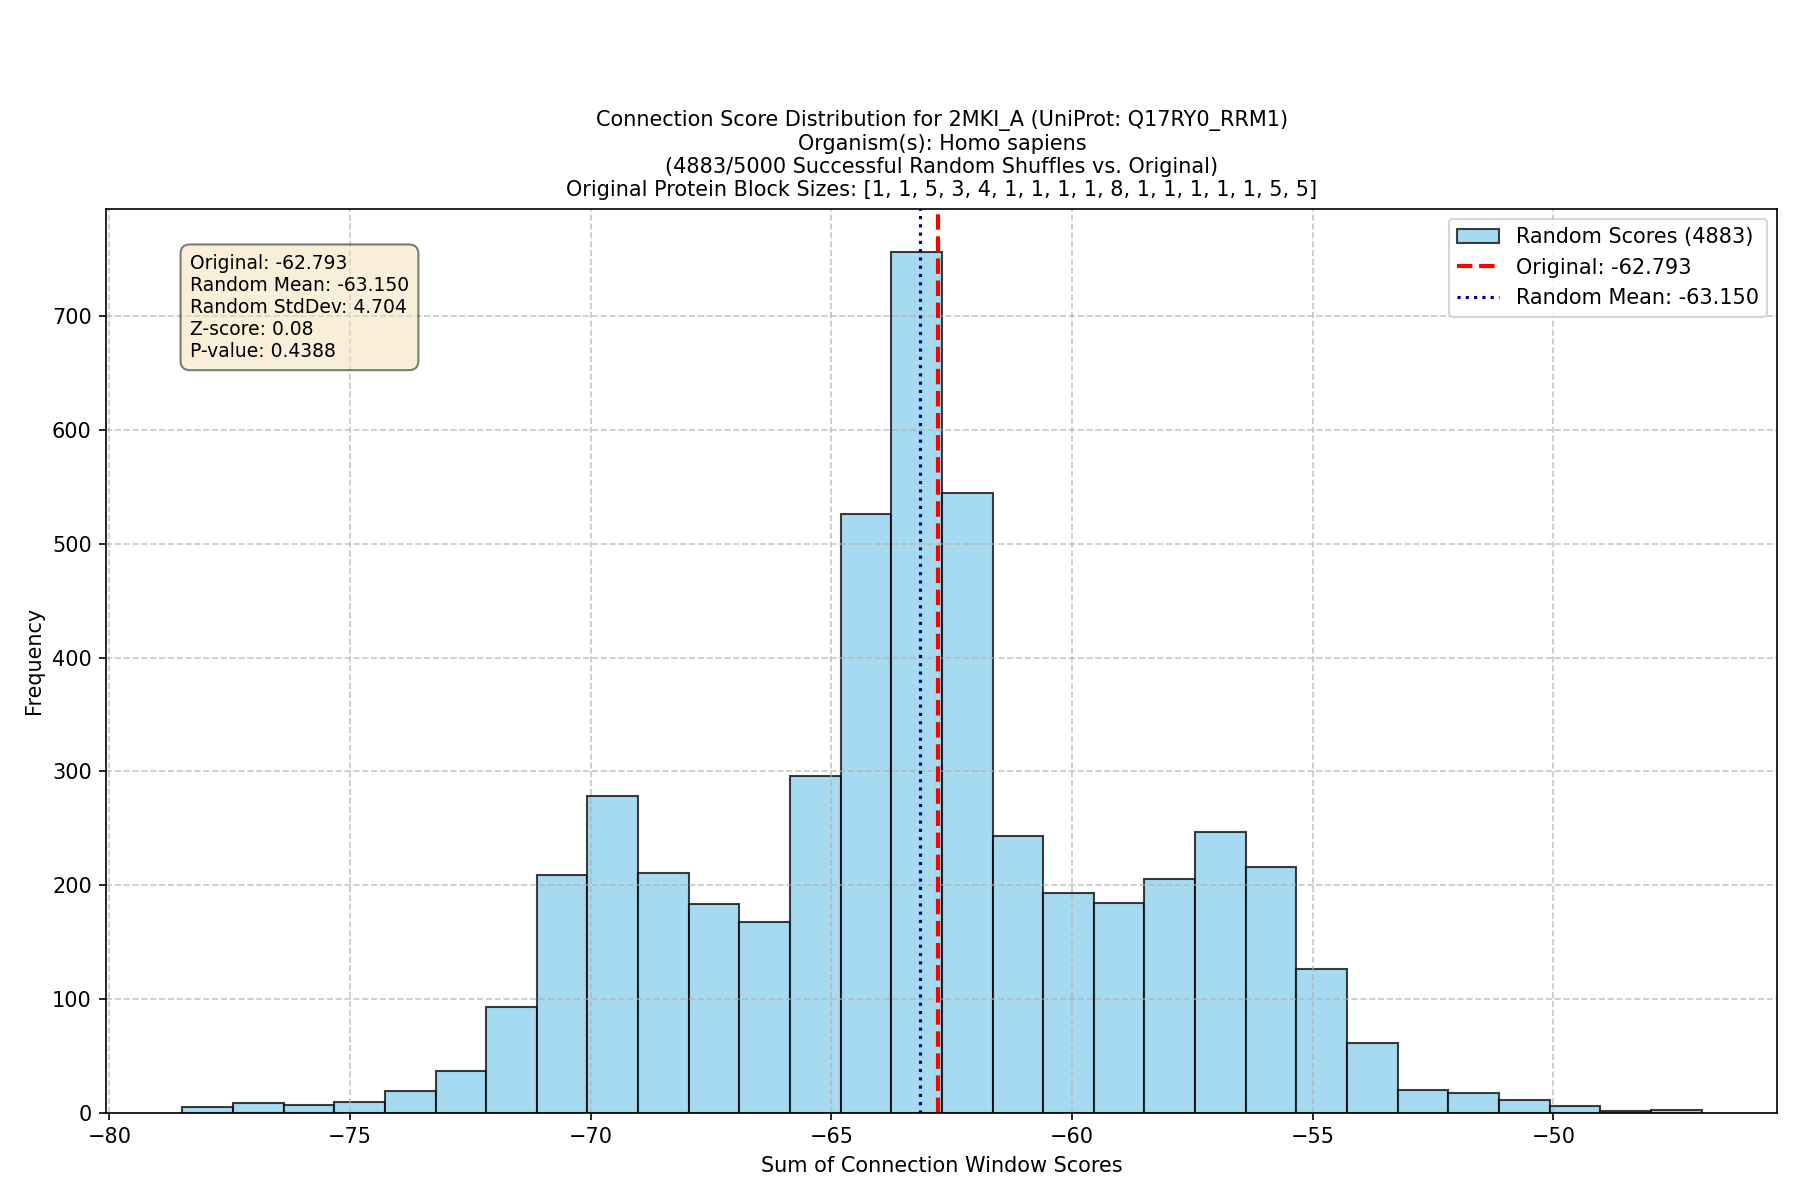 Connection Score Distribution for 2MKI_A (UniProt: Q17RY0_RRM1)
Organism(s): Homo sapiens
(4883/5000 Successful Random Shuffles vs. Original)
Original Protein Block Sizes: [1, 1, 5, 3, 4, 1, 1, 1, 1, 8, 1, 1, 1, 1, 1, 5, 5]
Original: -62.793
Random Mean: -63.150
Random StdDev: 4.704
Z-score: 0.08
P-value: 0.4388
Random Scores (4883)
Original: -62.793
Random Mean: -63.150
Frequency
700
600
500
400
300
200
100
0
−80
−75
−70
−65
−60
−55
−50
Sum of Connection Window Scores